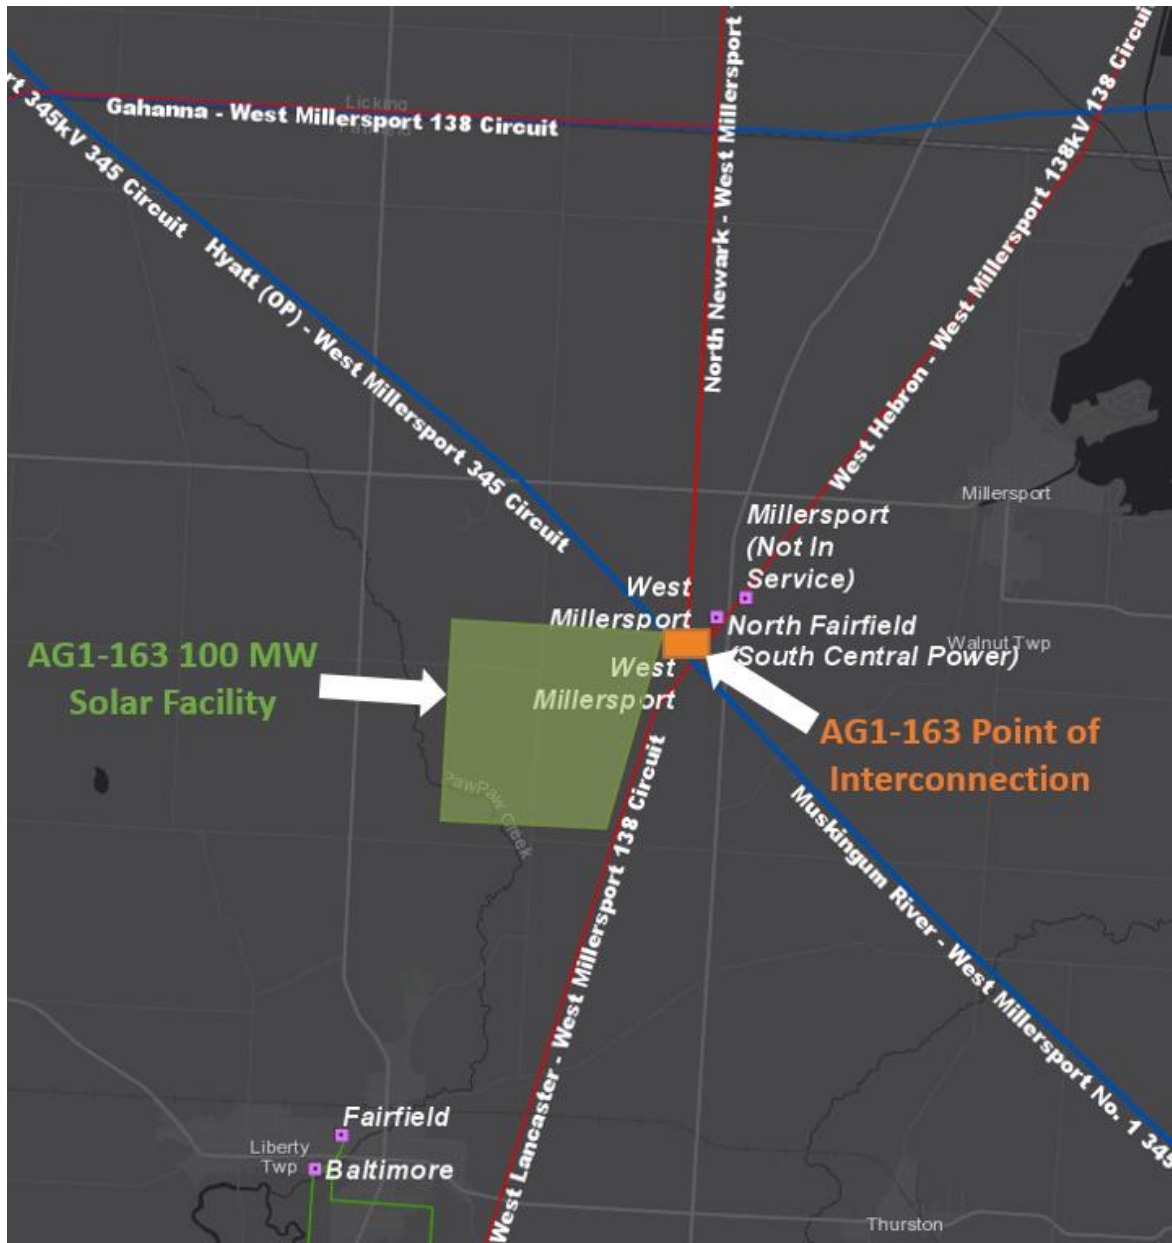 Licking
Gahanna - West Millersport 138 Circuit
North Newark - West Millersport
West Hebron - West Millersport 138kV 138 Circuit
rt 345kV 345 Circuit
Hyatt (OP) - West Millersport 345 Circuit
Millersport
Millersport
(Not In
Service)
West
Millersport
North Fairfield
(South Central Power)
Walnut Twp
West
Millersport
AG1-163 100 MW
Solar Facility
AG1-163 Point of
Interconnection
PawPaw Creek
West Lancaster - West Millersport 138 Circuit
Muskingum River - West Millersport No. 1 345
Fairfield
Liberty
Twp
Baltimore
Thurston